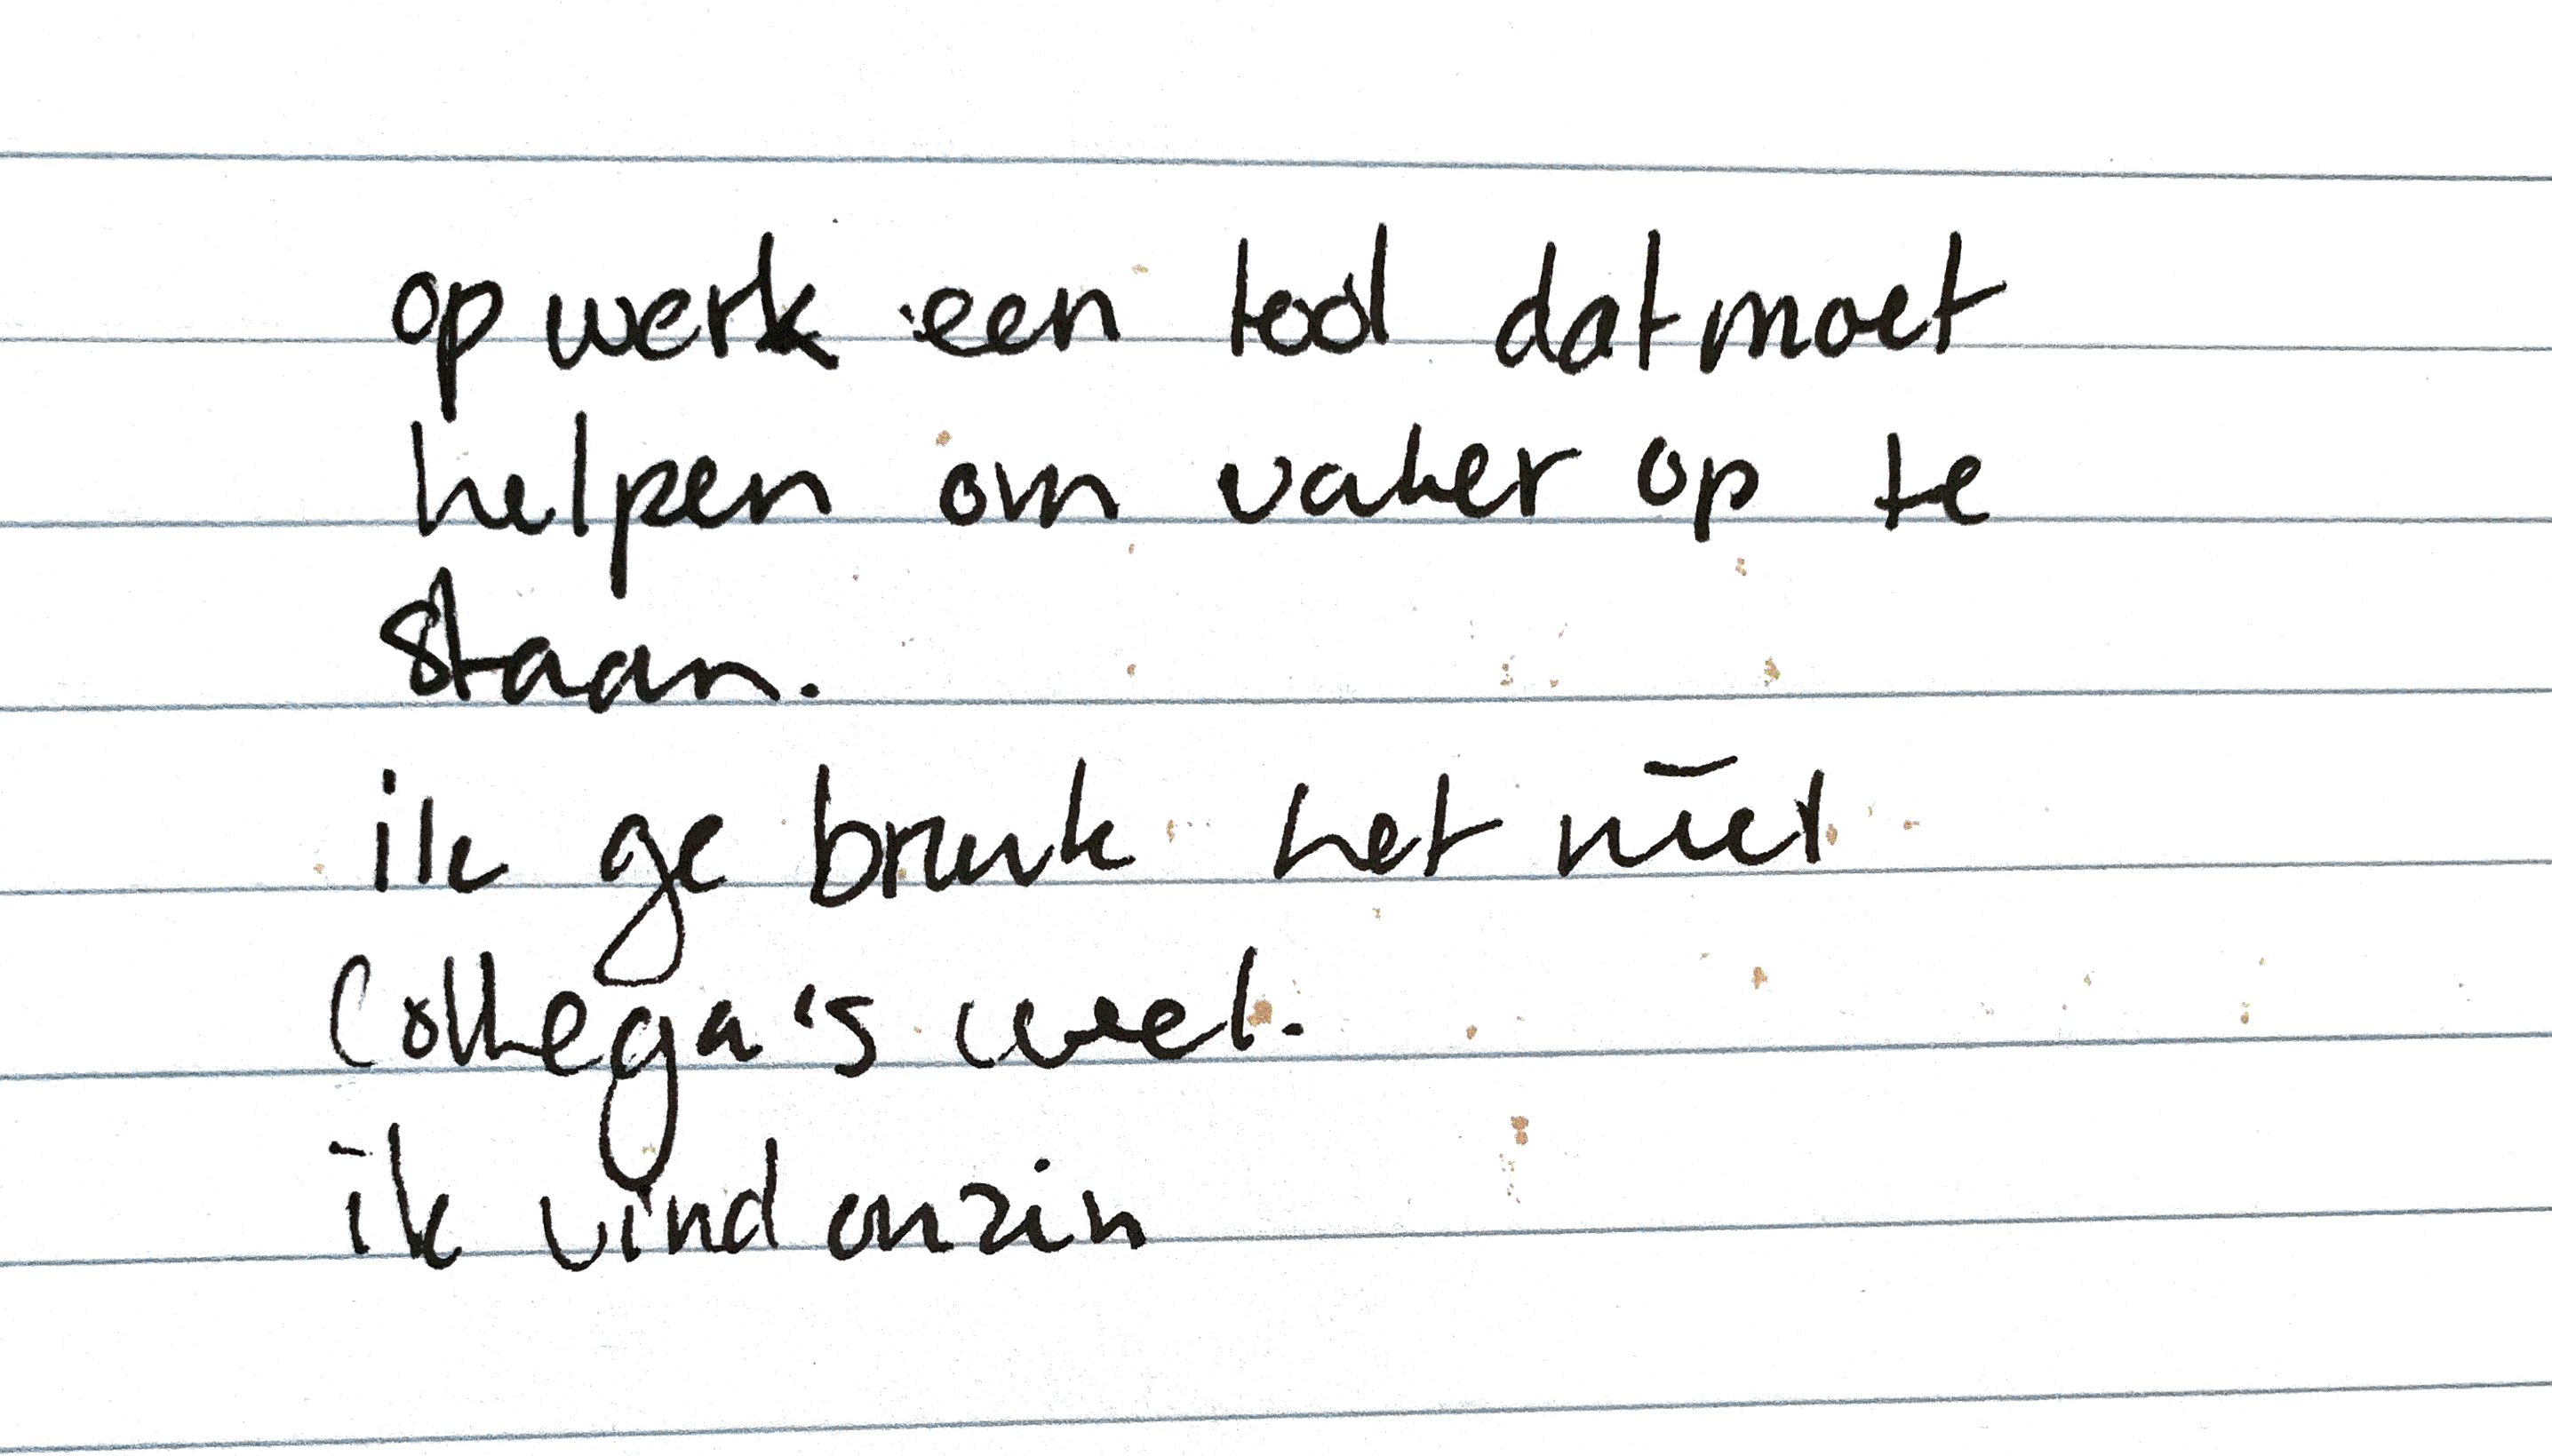 op werk een tool dat moet
helpen om vaker op te
staan.
ik ge bruik het niet
Collega's wel.
ik vind onzin